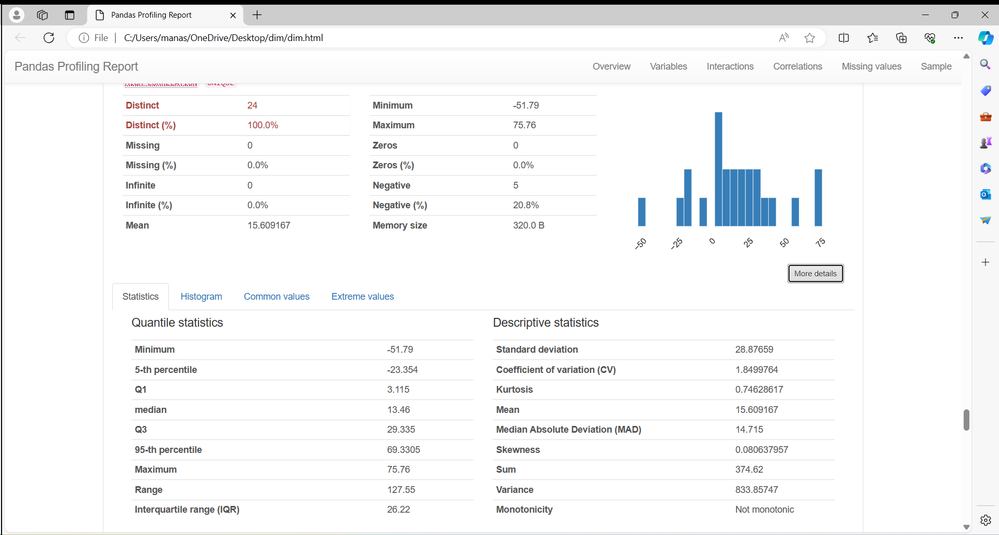 Pandas Profiling Report
File | C:/Users/manas/OneDrive/Desktop/dim/dim.html
Pandas Profiling Report Overview Variables Interactions Correlations Missing values Sample
HIGH CORRELATION UNIQUE
Distinct 24
Distinct (%) 100.0%
Missing 0
Missing (%) 0.0%
Infinite 0
Infinite (%) 0.0%
Mean 15.609167
Minimum -51.79
Maximum 75.76
Zeros 0
Zeros (%) 0.0%
Negative 5
Negative (%) 20.8%
Memory size 320.0 B
−50 −25 0 25 50 75
More details
Statistics Histogram Common values Extreme values
Quantile statistics
Minimum -51.79
5-th percentile -23.354
Q1 3.115
median 13.46
Q3 29.335
95-th percentile 69.3305
Maximum 75.76
Range 127.55
Interquartile range (IQR) 26.22
Descriptive statistics
Standard deviation 28.87659
Coefficient of variation (CV) 1.8499764
Kurtosis 0.74628617
Mean 15.609167
Median Absolute Deviation (MAD) 14.715
Skewness 0.080637957
Sum 374.62
Variance 833.85747
Monotonicity Not monotonic